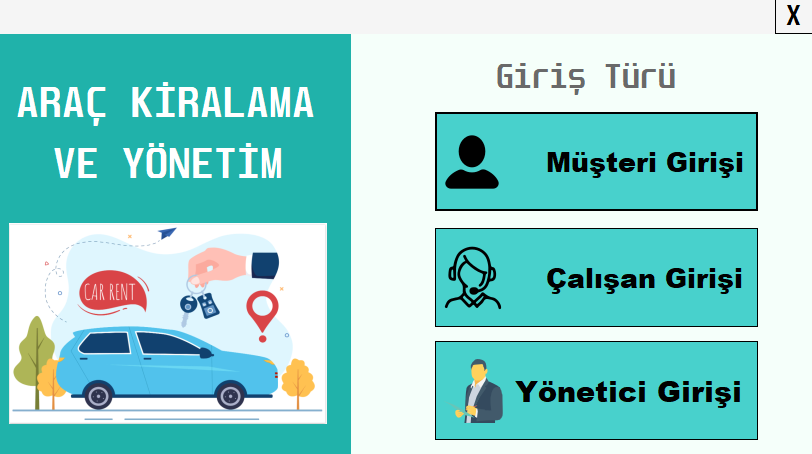 X
ARAÇ KİRALAMA
VE YÖNETİM
CAR RENT
Giriş Türü
Müşteri Girişi
Çalışan Girişi
Yönetici Girişi